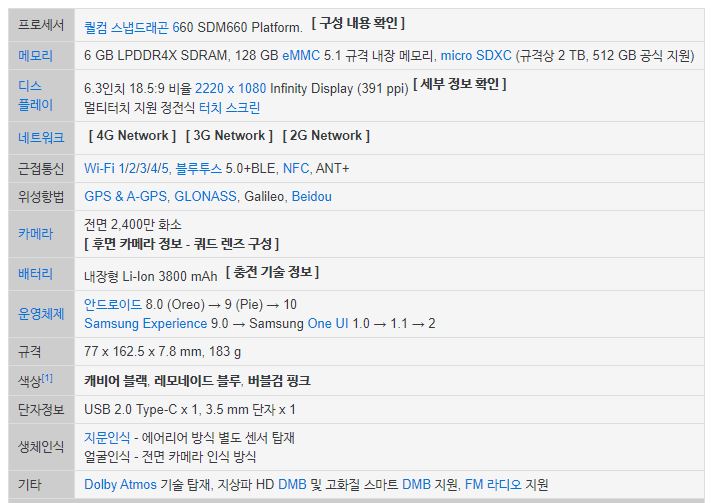 프로세서 퀄컴 스냅드래곤 660 SDM660 Platform. [ 구성 내용 확인 ]
메모리 6 GB LPDDR4X SDRAM, 128 GB eMMC 5.1 규격 내장 메모리, micro SDXC (규격상 2 TB, 512 GB 공식 지원)
디스플레이 6.3인치 18.5:9 비율 2220 x 1080 Infinity Display (391 ppi) [ 세부 정보 확인 ]
멀티터치 지원 정전식 터치 스크린
네트워크 [ 4G Network ] [ 3G Network ] [ 2G Network ]
근접통신 Wi-Fi 1/2/3/4/5, 블루투스 5.0+BLE, NFC, ANT+
위성항법 GPS & A-GPS, GLONASS, Galileo, Beidou
카메라 전면 2,400만 화소
[ 후면 카메라 정보 - 쿼드 렌즈 구성 ]
배터리 내장형 Li-Ion 3800 mAh [ 충전 기술 정보 ]
운영체제 안드로이드 8.0 (Oreo) → 9 (Pie) → 10
Samsung Experience 9.0 → Samsung One UI 1.0 → 1.1 → 2
규격 77 x 162.5 x 7.8 mm, 183 g
색상[1] 캐비어 블랙, 레모네이드 블루, 버블검 핑크
단자정보 USB 2.0 Type-C x 1, 3.5 mm 단자 x 1
생체인식 지문인식 - 에어리어 방식 별도 센서 탑재
얼굴인식 - 전면 카메라 인식 방식
기타 Dolby Atmos 기술 탑재, 지상파 HD DMB 및 고화질 스마트 DMB 지원, FM 라디오 지원